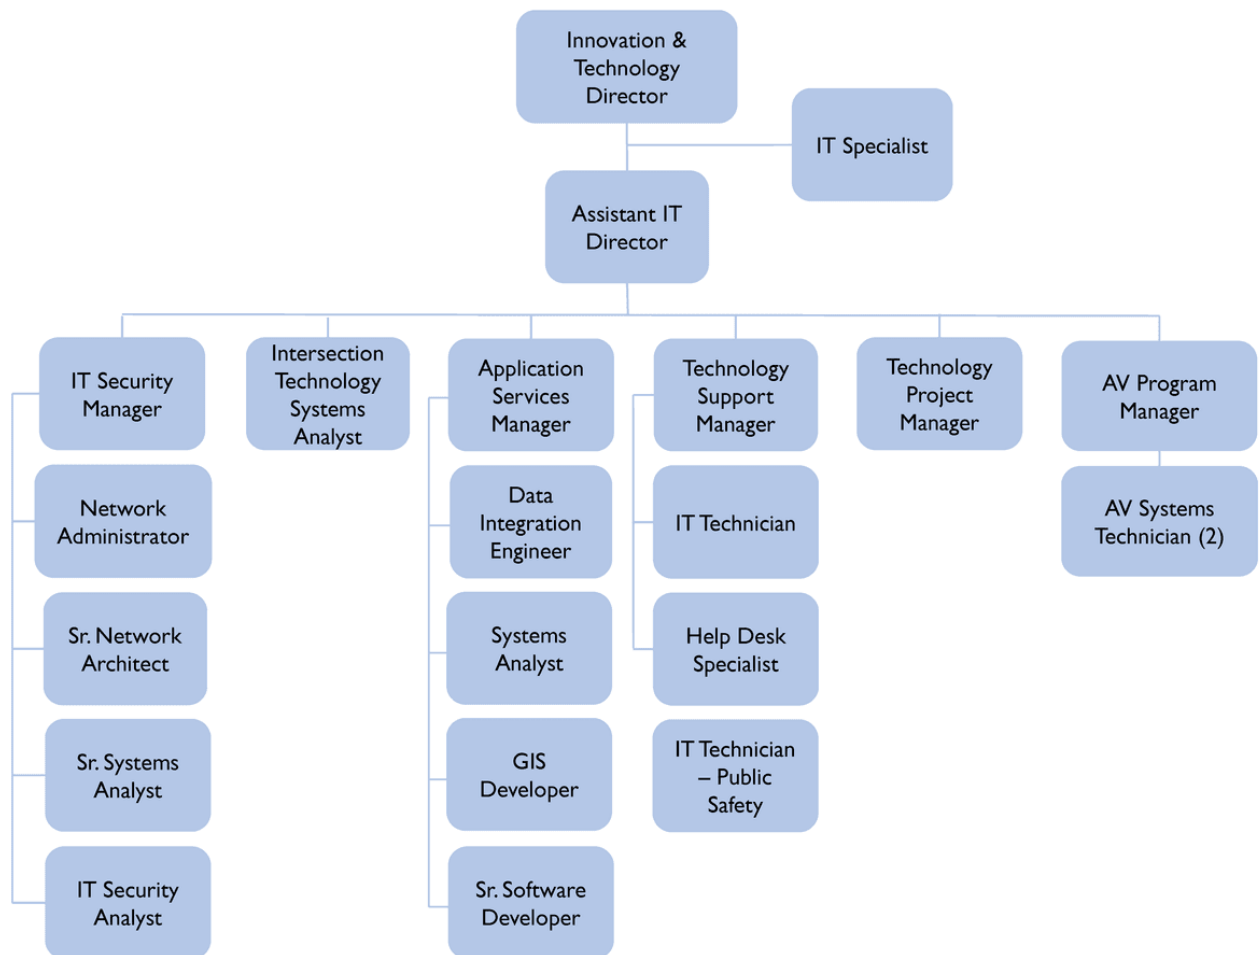 Innovation &
Technology
Director
IT Specialist
Assistant IT
Director
IT Security
Manager
Intersection
Technology
Systems
Analyst
Application
Services
Manager
Technology
Support
Manager
Technology
Project
Manager
AV Program
Manager
Network
Administrator
Data
Integration
Engineer
IT Technician
AV Systems
Technician (2)
Sr. Network
Architect
Systems
Analyst
Help Desk
Specialist
Sr. Systems
Analyst
GIS
Developer
IT Technician
– Public
Safety
IT Security
Analyst
Sr. Software
Developer